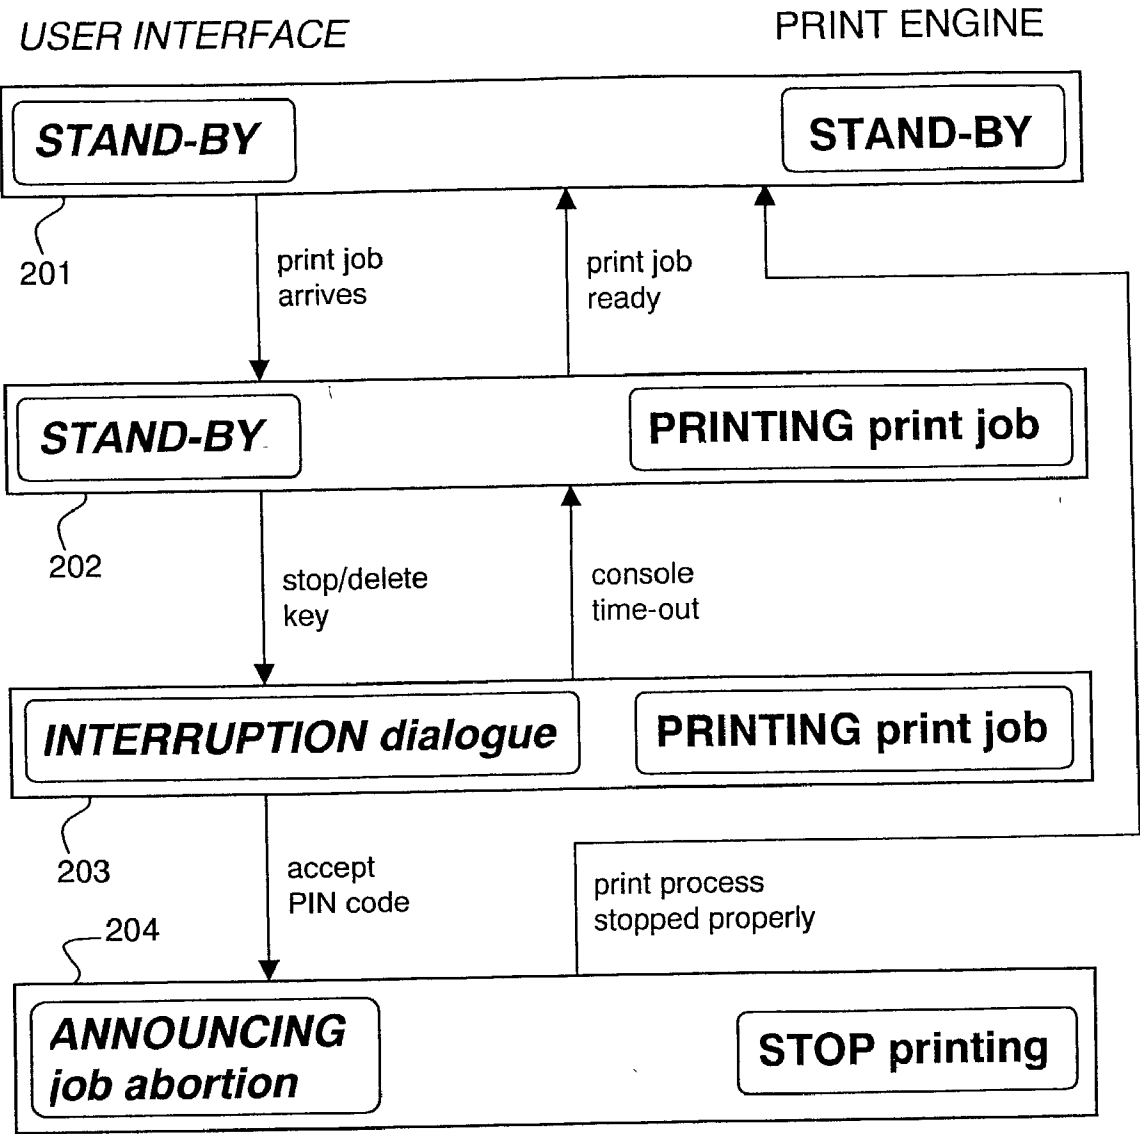 USER INTERFACE
PRINT ENGINE
STAND-BY
STAND-BY
201
print job
arrives
print job
ready
STAND-BY
PRINTING print job
202
stop/delete
key
console
time-out
INTERRUPTION dialogue
PRINTING print job
203
accept
PIN code
print process
stopped properly
204
ANNOUNCING
job abortion
STOP printing